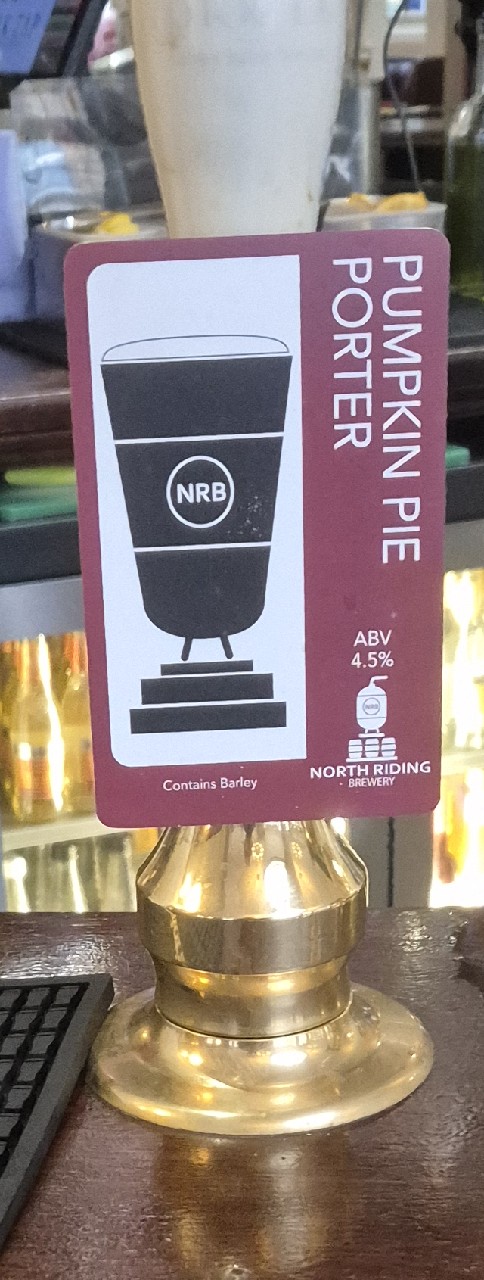 PUMPKIN PIE
PORTER
NRB
ABV
4.5%
NRB
NORTH RIDING
BREWERY
Contains Barley